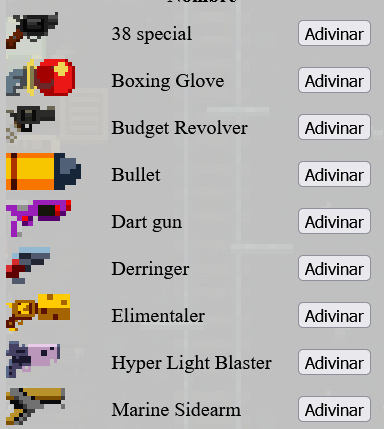 38 special Adivinar
Boxing Glove Adivinar
Budget Revolver Adivinar
Bullet Adivinar
Dart gun Adivinar
Derringer Adivinar
Elimentaler Adivinar
Hyper Light Blaster Adivinar
Marine Sidearm Adivinar